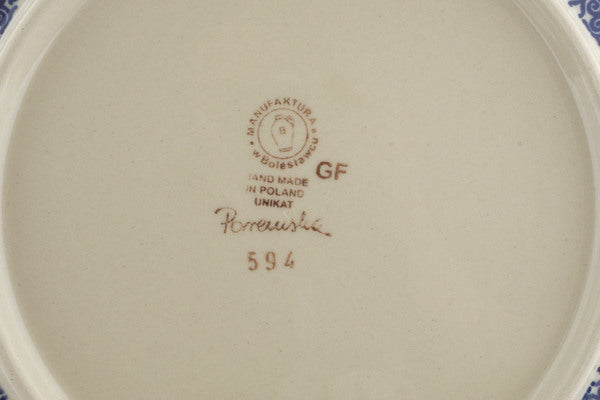 MANUFAKTURA
w Bolesławcu
B
GF
HAND MADE
IN POLAND
UNIKAT
594